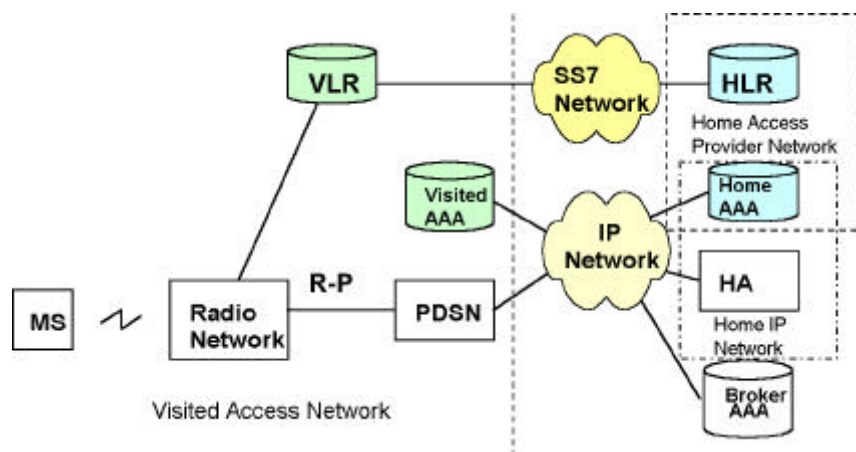 VLR
SS7
Network
HLR
Home Access
Provider Network
Visited
AAA
Home
AAA
IP
Network
MS
Radio
Network
R-P
PDSN
HA
Home IP
Network
Broker
AAA
Visited Access Network